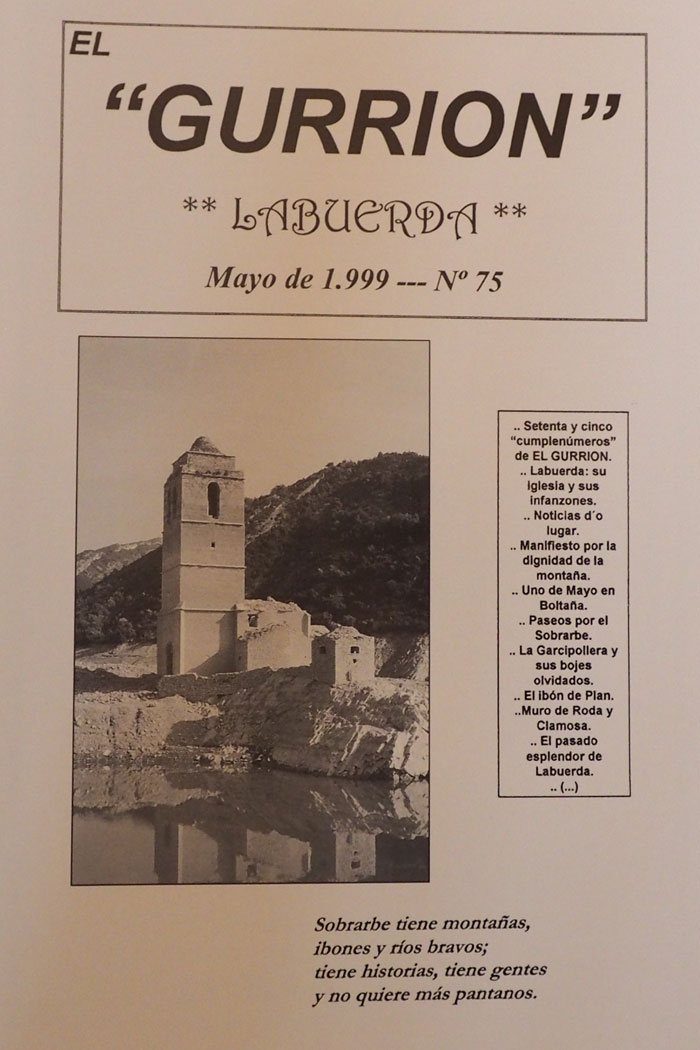 EL
“GURRION”
** LABUERDA **
Mayo de 1.999 --- Nº 75
.. Setenta y cinco
“cumplenúmeros”
de EL GURRION.
.. Labuerda: su
iglesia y sus
infanzones.
.. Noticias d´o
lugar.
.. Manifiesto por la
dignidad de la
montaña.
.. Uno de Mayo en
Boltaña.
.. Paseos por el
Sobrarbe.
.. La Garcipollera y
sus bojes
olvidados.
.. El ibón de Plan.
..Muro de Roda y
Clamosa.
.. El pasado
esplendor de
Labuerda.
.. (...)
Sobrarbe tiene montañas,
ibones y ríos bravos;
tiene historias, tiene gentes
y no quiere más pantanos.